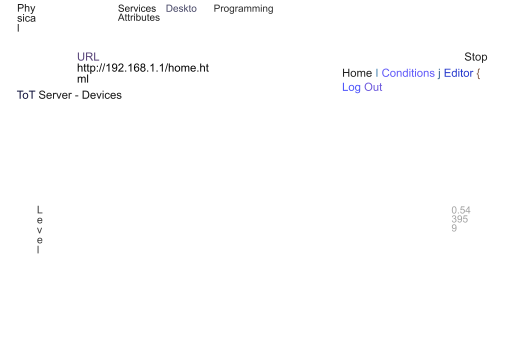 Phy
sica
l
Services Deskto Programming
Attributes
URL
http://192.168.1.1/home.ht
ml
Stop
Home I Conditions j Editor {
Log Out
ToT Server - Devices
L
e
v
e
l
0.54
395
9